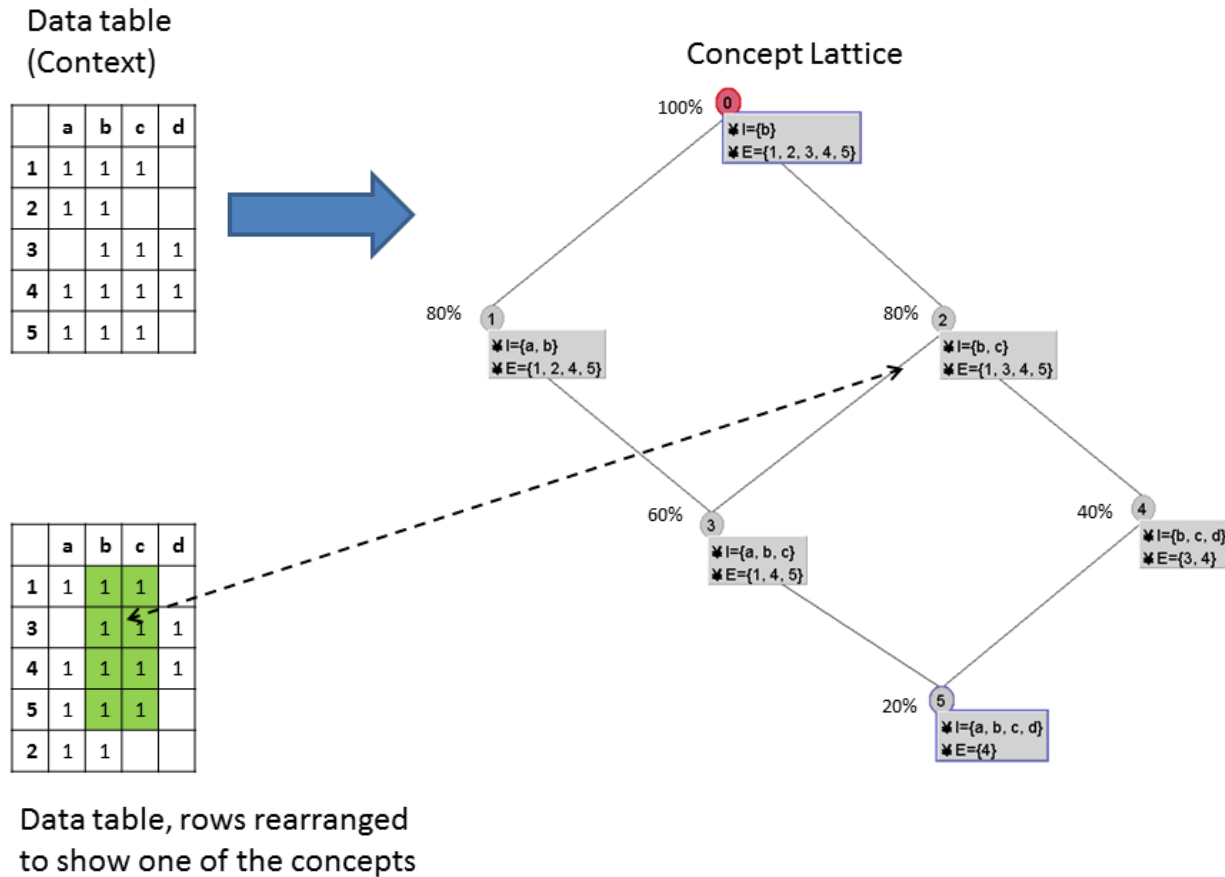 Data table
(Context)
a b c d
1 1 1 1
2 1 1
3 1 1 1
4 1 1 1 1
5 1 1 1
Concept Lattice
100%
0
¥ I={b}
¥ E={1, 2, 3, 4, 5}
80%
1
¥ I={a, b}
¥ E={1, 2, 4, 5}
80%
2
¥ I={b, c}
¥ E={1, 3, 4, 5}
60%
3
¥ I={a, b, c}
¥ E={1, 4, 5}
40%
4
¥ I={b, c, d}
¥ E={3, 4}
20%
5
¥ I={a, b, c, d}
¥ E={4}
a b c d
1 1 1 1
3 1 1 1
4 1 1 1 1
5 1 1 1
2 1 1
Data table, rows rearranged
to show one of the concepts